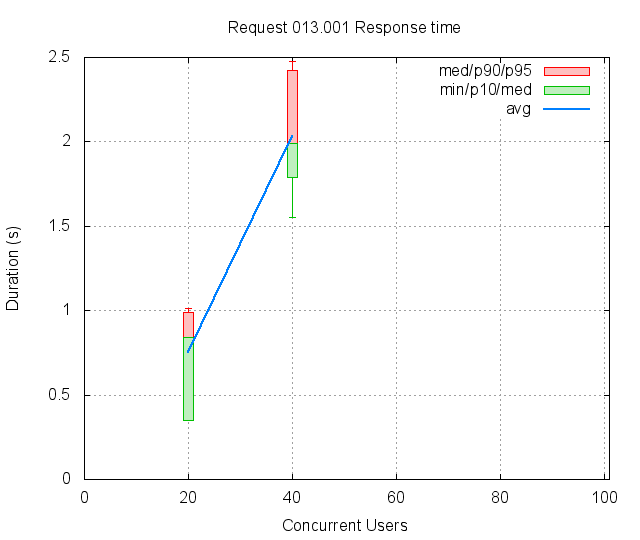 Request 013.001 Response time
med/p90/p95
min/p10/med
avg
2.5
2
1.5
1
0.5
0
Duration (s)
0 20 40 60 80 100
Concurrent Users